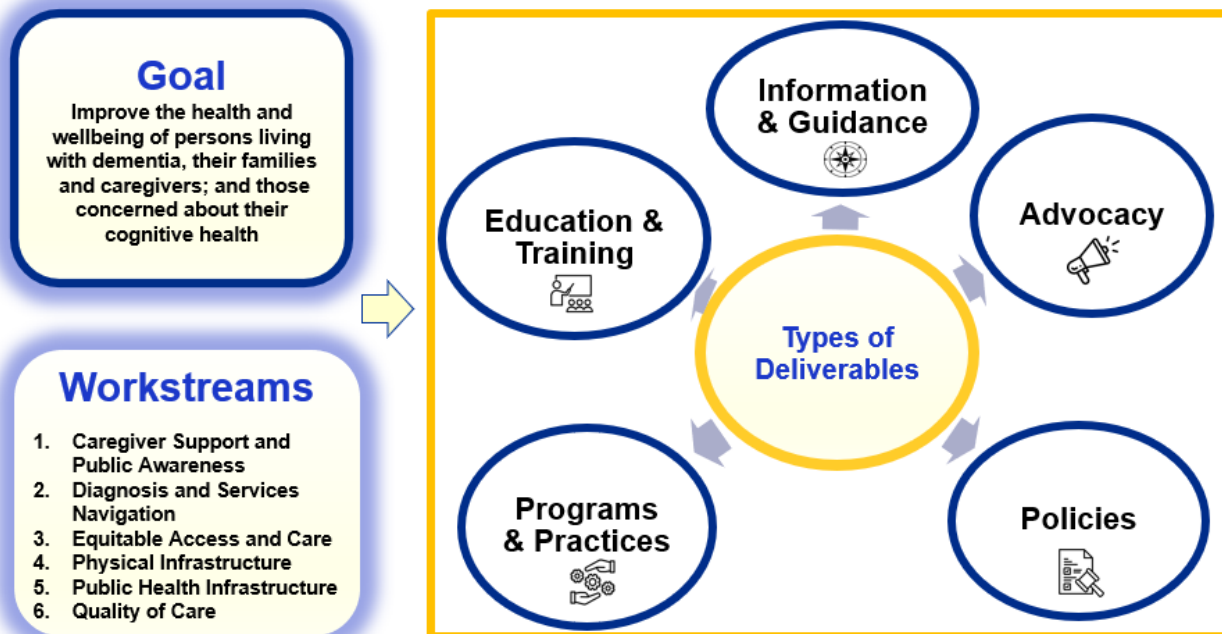 Goal
Improve the health and
wellbeing of persons living
with dementia, their families
and caregivers; and those
concerned about their
cognitive health
Workstreams
1. Caregiver Support and
Public Awareness
2. Diagnosis and Services
Navigation
3. Equitable Access and Care
4. Physical Infrastructure
5. Public Health Infrastructure
6. Quality of Care
Information
& Guidance
Education &
Training
Advocacy
Types of
Deliverables
Programs
& Practices
Policies